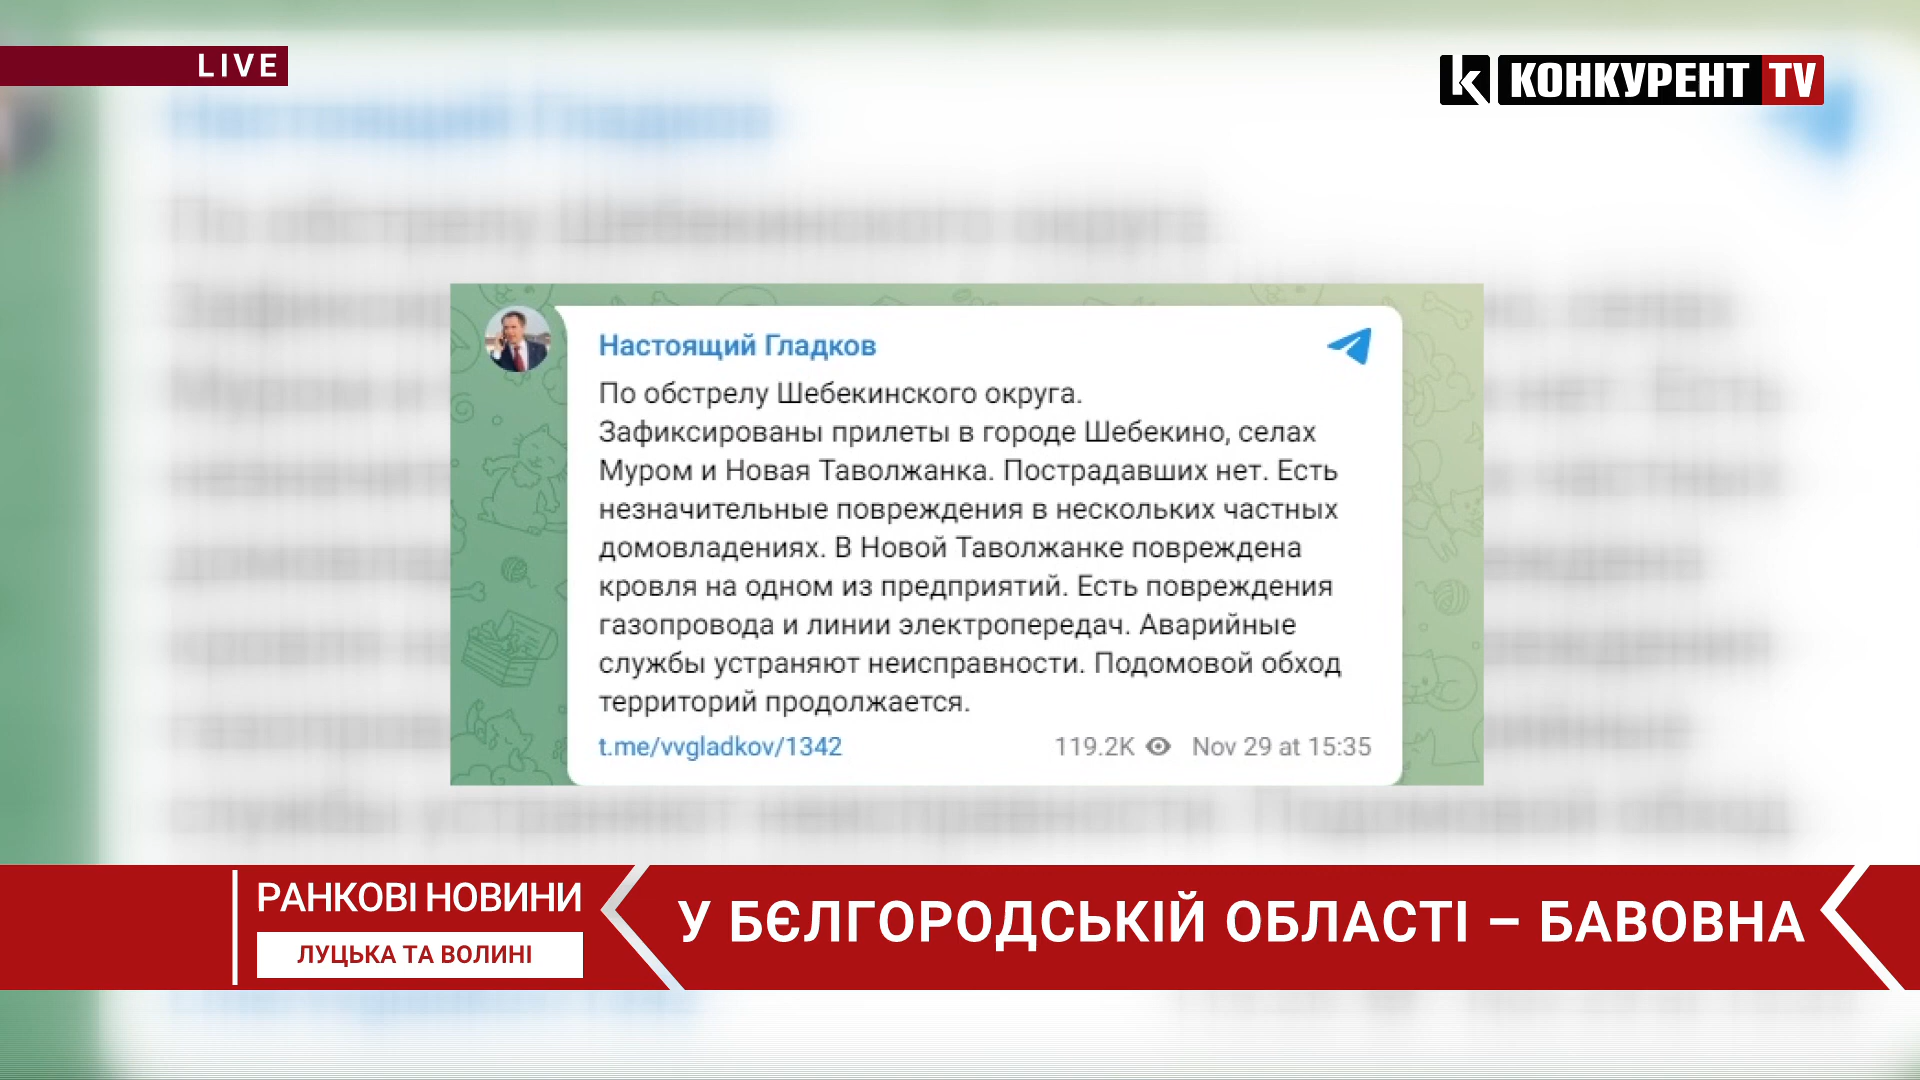 LIVE
КОНКУРЕНТ TV
Настоящий Гладков
По обстрелу Шебекинского округа.
Зафиксированы прилеты в городе Шебекино, селах
Муром и Новая Таволжанка. Пострадавших нет. Есть
незначительные повреждения в нескольких частных
домовладениях. В Новой Таволжанке повреждена
кровля на одном из предприятий. Есть повреждения
газопровода и линии электропередач. Аварийные
службы устраняют неисправности. Подомовой обход
территорий продолжается.
t.me/vvgladkov/1342 119.2K Nov 29 at 15:35
РАНКОВІ НОВИНИ
ЛУЦЬКА ТА ВОЛИНІ
У БЄЛГОРОДСЬКІЙ ОБЛАСТІ – БАВОВНА